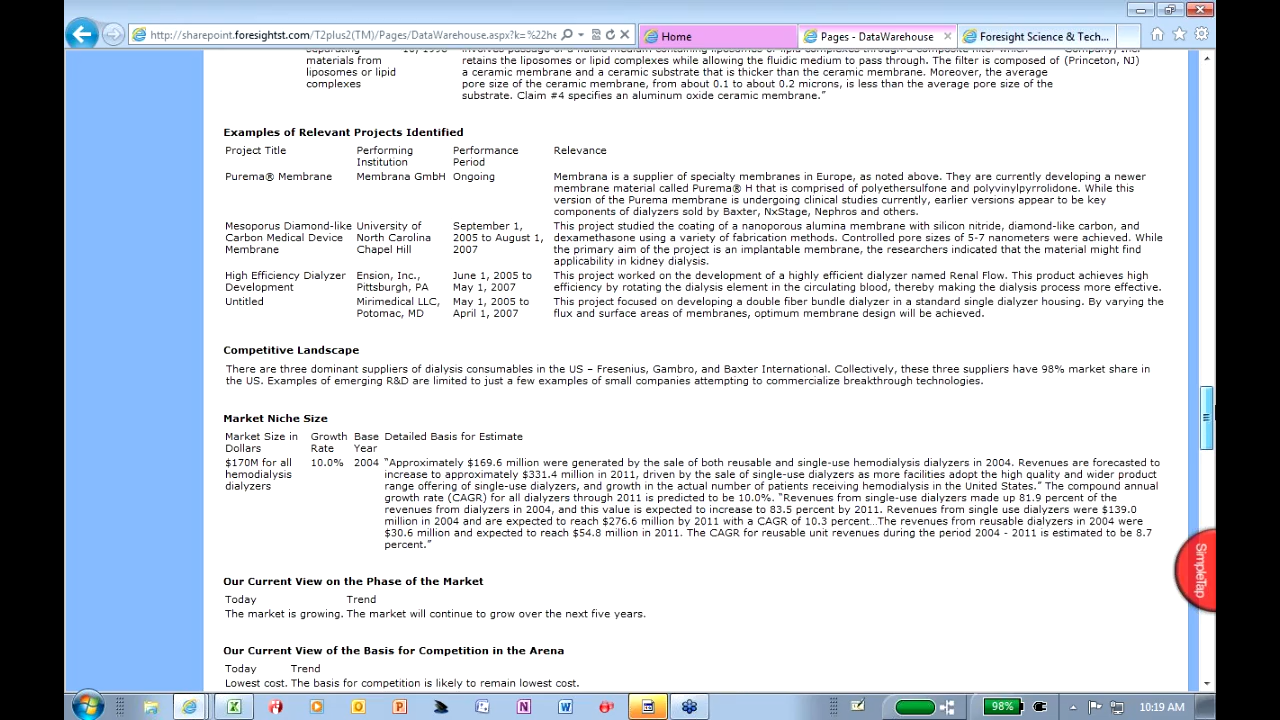 http://sharepoint.foresightst.com/T2plus2(TM)/Pages/DataWarehouse.aspx?= %22he
Home
Pages - DataWarehouse
Foresight Science & Tech...
separating 10, 1998 involves passage of a fluidic medium containing liposomes or lipid complexes through a composite filter which Company, Inc.
materials from retains the liposomes or lipid complexes while allowing the fluidic medium to pass through. The filter is composed of (Princeton, NJ)
liposomes or lipid a ceramic membrane and a ceramic substrate that is thicker than the ceramic membrane. Moreover, the average
complexes pore size of the ceramic membrane, from about 0.1 to about 0.2 microns, is less than the average pore size of the
substrate. Claim #4 specifies an aluminum oxide ceramic membrane.”
Examples of Relevant Projects Identified
Project Title Performing Institution Performance Period Relevance
Purema® Membrane Membrana GmbH Ongoing Membrana is a supplier of specialty membranes in Europe, as noted above. They are currently developing a newer
membrane material called Purema® H that is comprised of polyethersulfone and polyvinylpyrrolidone. While this
version of the Purema membrane is undergoing clinical studies currently, earlier versions appear to be key
components of dialyzers sold by Baxter, NxStage, Nephros and others.
Mesoporus Diamond-like University of September 1, This project studied the coating of a nanoporous alumina membrane with silicon nitride, diamond-like carbon, and
Carbon Medical Device North Carolina 2005 to August 1, dexamethasone using a variety of fabrication methods. Controlled pore sizes of 5-7 nanometers were achieved. While
Membrane Chapel Hill 2007 the primary aim of the project is an implantable membrane, the researchers indicated that the material might find
applicability in kidney dialysis.
High Efficiency Dialyzer Ension, Inc., June 1, 2005 to This project worked on the development of a highly efficient dialyzer named Renal Flow. This product achieves high
Development Pittsburgh, PA May 1, 2007 efficiency by rotating the dialysis element in the circulating blood, thereby making the dialysis process more effective.
Untitled Mirimedical LLC, May 1, 2005 to This project focused on developing a double fiber bundle dialyzer in a standard single dialyzer housing. By varying the
Potomac, MD April 1, 2007 flux and surface areas of membranes, optimum membrane design will be achieved.
Competitive Landscape
There are three dominant suppliers of dialysis consumables in the US – Fresenius, Gambro, and Baxter International. Collectively, these three suppliers have 98% market share in
the US. Examples of emerging R&D are limited to just a few examples of small companies attempting to commercialize breakthrough technologies.
Market Niche Size
Market Size in Growth Base Detailed Basis for Estimate
Dollars Rate Year
$170M for all 10.0% 2004 “Approximately $169.6 million were generated by the sale of both reusable and single-use hemodialysis dialyzers in 2004. Revenues are forecasted to
hemodialysis increase to approximately $331.4 million in 2011, driven by the sale of single-use dialyzers as more facilities adopt the high quality and wider product
dialyzers range offering of single-use dialyzers, and growth in the actual number of patients receiving hemodialysis in the United States.” The compound annual
growth rate (CAGR) for all dialyzers through 2011 is predicted to be 10.0%. “Revenues from single-use dialyzers made up 81.9 percent of the
revenues from dialyzers in 2004, and this value is expected to increase to 83.5 percent by 2011. Revenues from single use dialyzers were $139.0
million in 2004 and are expected to reach $276.6 million by 2011 with a CAGR of 10.3 percent…The revenues from reusable dialyzers in 2004 were
$30.6 million and expected to reach $54.8 million in 2011. The CAGR for reusable unit revenues during the period 2004 - 2011 is estimated to be 8.7
percent.”
Our Current View on the Phase of the Market
Today Trend
The market is growing. The market will continue to grow over the next five years.
Our Current View of the Basis for Competition in the Arena
Today Trend
Lowest cost. The basis for competition is likely to remain lowest cost.
SimpleTap
98%
10:19 AM